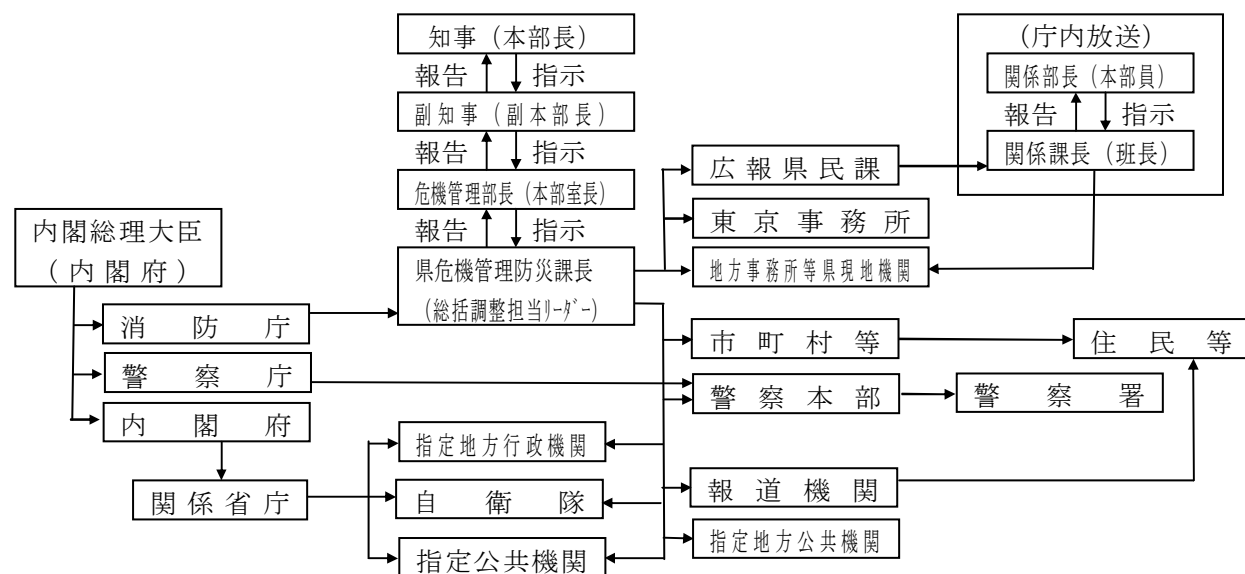 知事（本部長）
報告
指示
副知事（副本部長）
報告
指示
危機管理部長（本部室長）
報告
指示
県危機管理防災課長
（総括調整担当ﾘｰﾀﾞｰ）
内閣総理大臣
（内閣府）
消防庁
警察庁
内閣府
関係省庁
指定地方行政機関
自衛隊
指定公共機関
広報県民課
東京事務所
地方事務所等県現地機関
市町村等
警察本部
報道機関
指定地方公共機関
（庁内放送）
関係部長（本部員）
報告
指示
関係課長（班長）
住民等
警察署